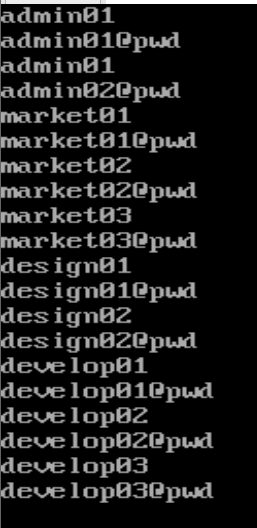 admin01
admin01@pwd
admin01
admin02@pwd
market01
market01@pwd
market02
market02@pwd
market03
market03@pwd
design01
design01@pwd
design02
design02@pwd
develop01
develop01@pwd
develop02
develop02@pwd
develop03
develop03@pwd